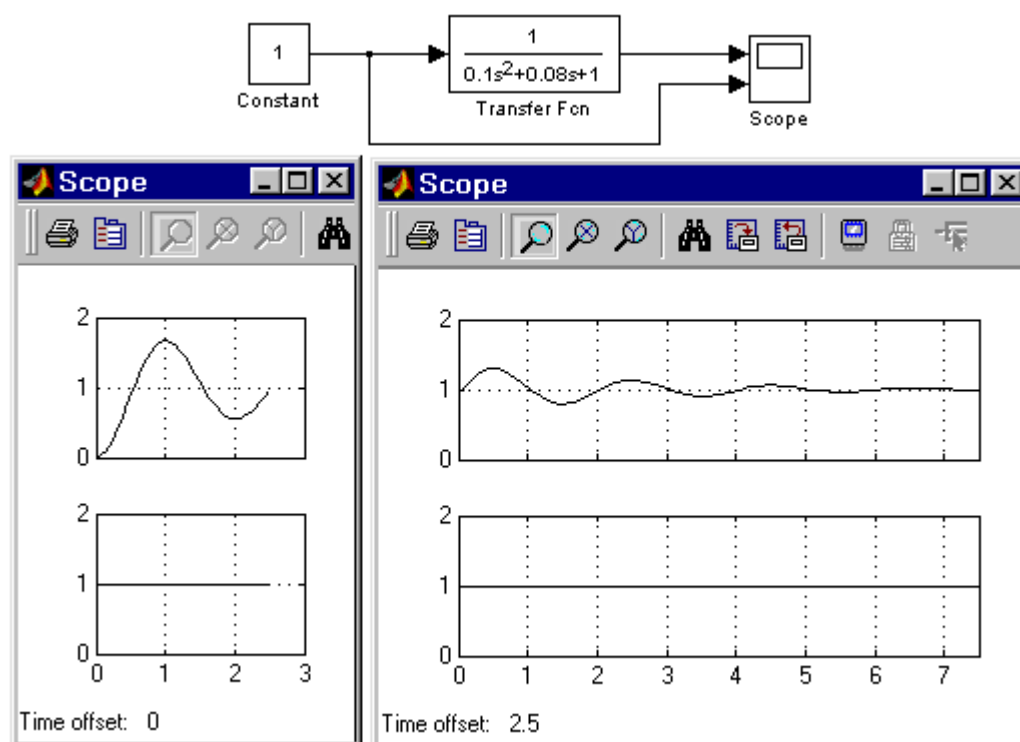 1
1
0.1s²+0.08s+1
Constant
Transfer Fcn
Scope
Scope
Scope
2
1
0
2
1
0
0 1 2 3
Time offset: 0
2
1
0
2
1
0
0 1 2 3 4 5 6 7
Time offset: 2.5